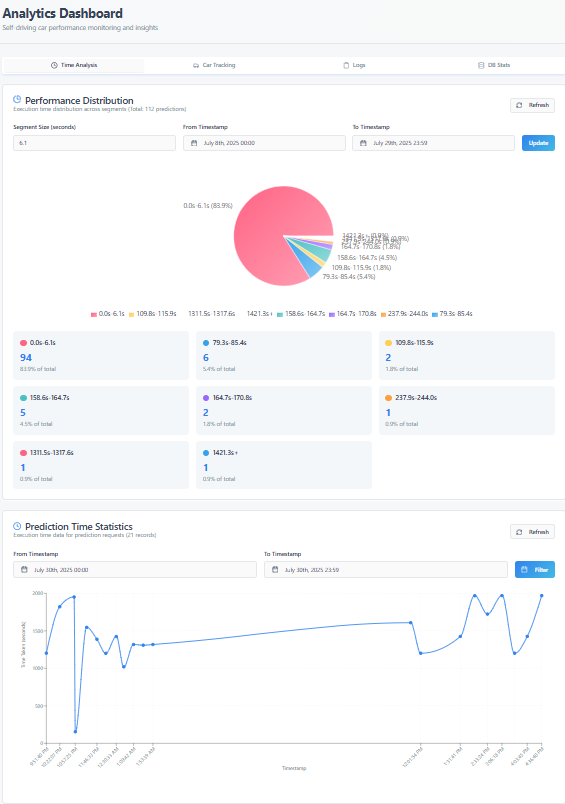 Analytics Dashboard
Self-driving car performance monitoring and insights
Time Analysis
Car Tracking
Logs
DB Stats
Performance Distribution
Execution time distribution across segments (Total: 112 predictions)
Refresh
Segment Size (seconds)
From Timestamp
To Timestamp
6.1
July 8th, 2025 00:00
July 29th, 2025 23:59
Update
0.0s-6.1s (83.9%)
164.7s-170.8s (1.8%)
158.6s-164.7s (4.5%)
109.8s-115.9s (1.8%)
79.3s-85.4s (5.4%)
0.0s-6.1s 109.8s-115.9s 1311.5s-1317.6s 1421.3s+ 158.6s-164.7s 164.7s-170.8s 237.9s-244.0s 79.3s-85.4s
0.0s-6.1s
94
83.9% of total
79.3s-85.4s
6
5.4% of total
109.8s-115.9s
2
1.8% of total
158.6s-164.7s
5
4.5% of total
164.7s-170.8s
2
1.8% of total
237.9s-244.0s
1
0.9% of total
1311.5s-1317.6s
1
0.9% of total
1421.3s+
1
0.9% of total
Prediction Time Statistics
Execution time data for prediction requests (21 records)
Refresh
From Timestamp
To Timestamp
July 30th, 2025 00:00
July 30th, 2025 23:59
Filter
Time Taken (seconds)
2000
1500
1000
500
0
Timestamp